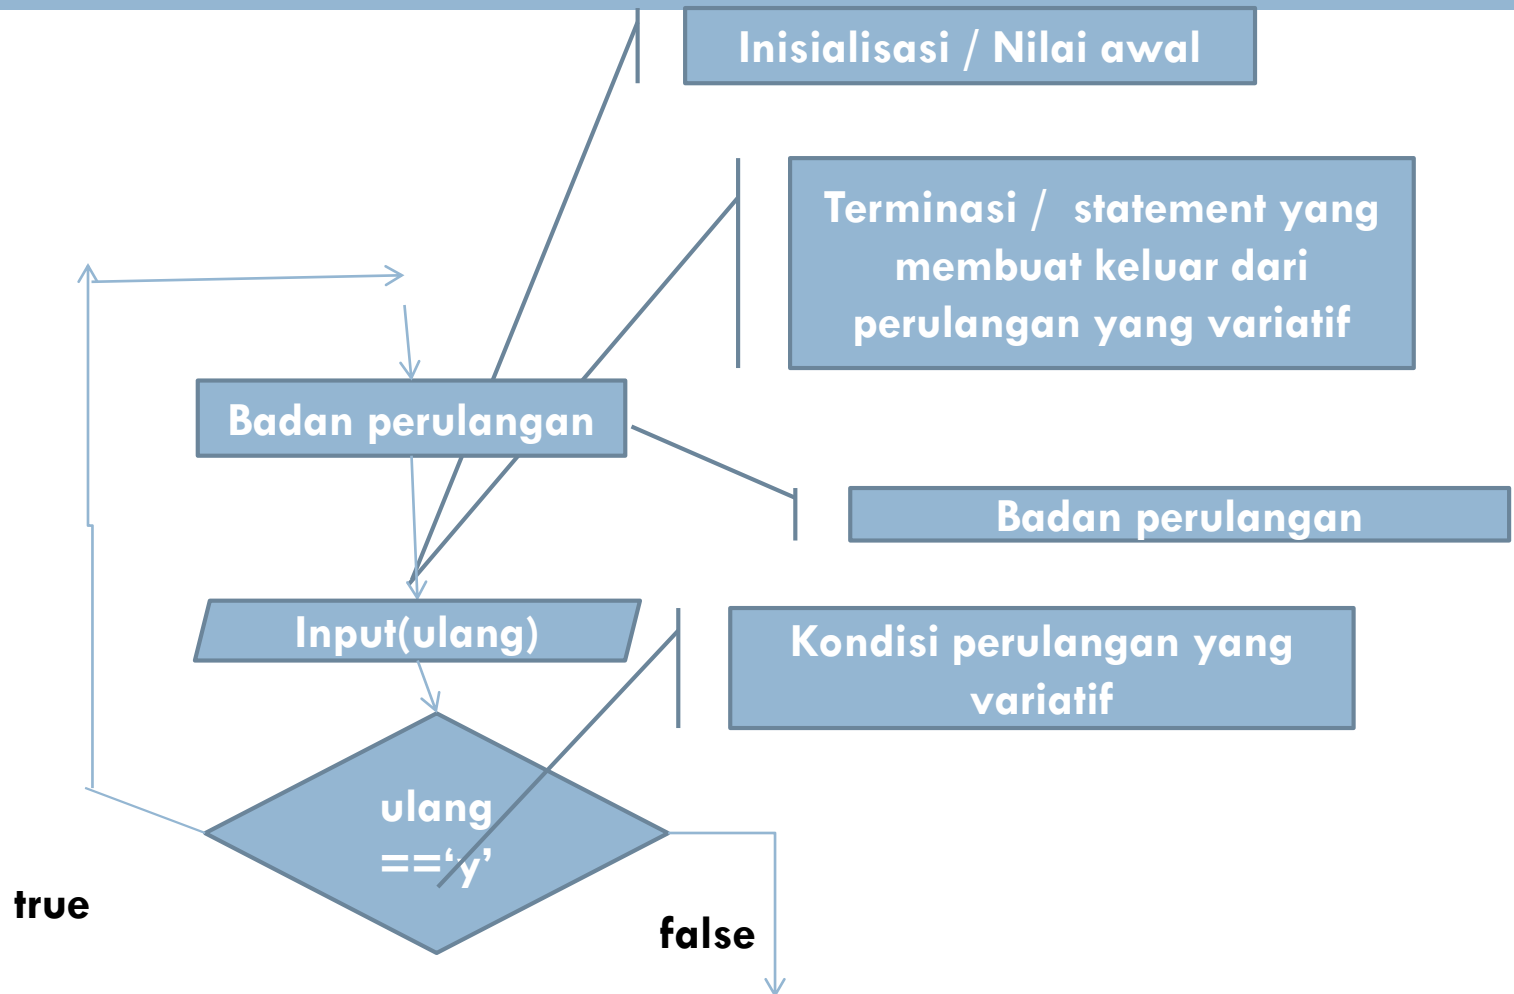 Inisialisasi / Nilai awal
Terminasi / statement yang
membuat keluar dari
perulangan yang variatif
Badan perulangan
Badan perulangan
Input(ulang)
Kondisi perulangan yang
variatif
ulang
==‘y’
true
false